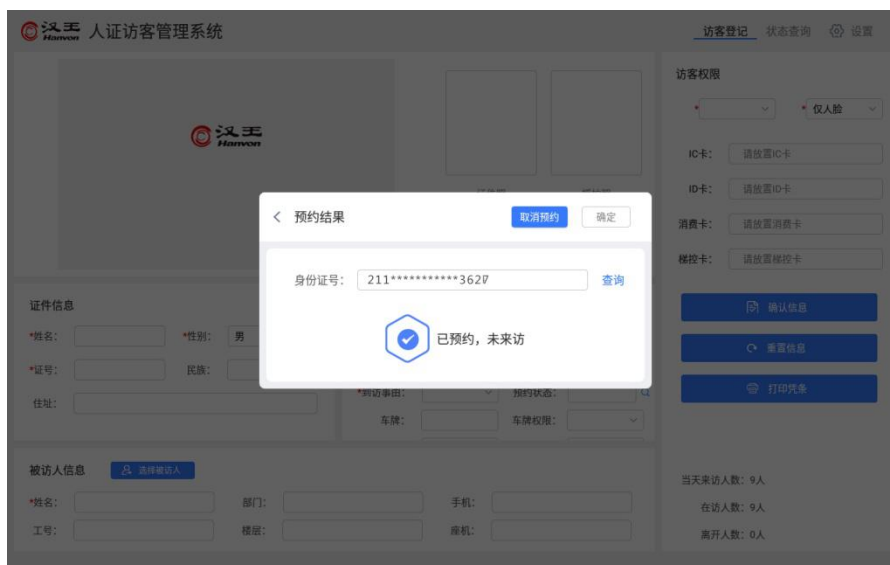 汉王 Hanvon 人证访客管理系统
访客登记 状态查询 设置
汉王
Hanvon
访客权限
* * 仅人脸
IC卡： 请放置IC卡
ID卡： 请放置ID卡
消费卡： 请放置消费卡
梯控卡： 请放置梯控卡
预约结果 取消预约 确定
身份证号： 211***********3627 查询
已预约，未来访
确认信息
重置信息
打印凭条
证件信息
*姓名： *性别： 男
*证号： 民族：
住址：
*到访事由： 预约状态：
车牌： 车牌权限：
被访人信息 选择被访人
*姓名： 部门： 手机：
工号： 楼层： 座机：
当天来访人数：9人
在访人数：9人
离开人数：0人